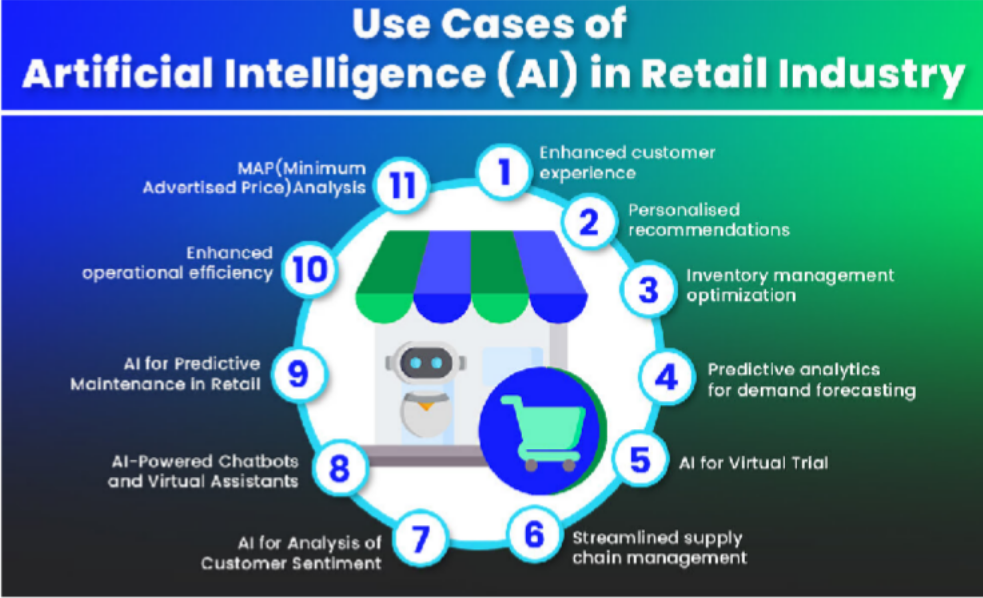 Use Cases of
Artificial Intelligence (AI) in Retail Industry
1
Enhanced customer
experience
2
Personalised
recommendations
3
Inventory management
optimization
4
Predictive analytics
for demand forecasting
5
AI for Virtual Trial
6
Streamlined supply
chain management
7
AI for Analysis of
Customer Sentiment
8
AI-Powered Chatbots
and Virtual Assistants
9
AI for Predictive
Maintenance in Retail
10
Enhanced
operational efficiency
11
MAP(Minimum
Advertised Price)Analysis